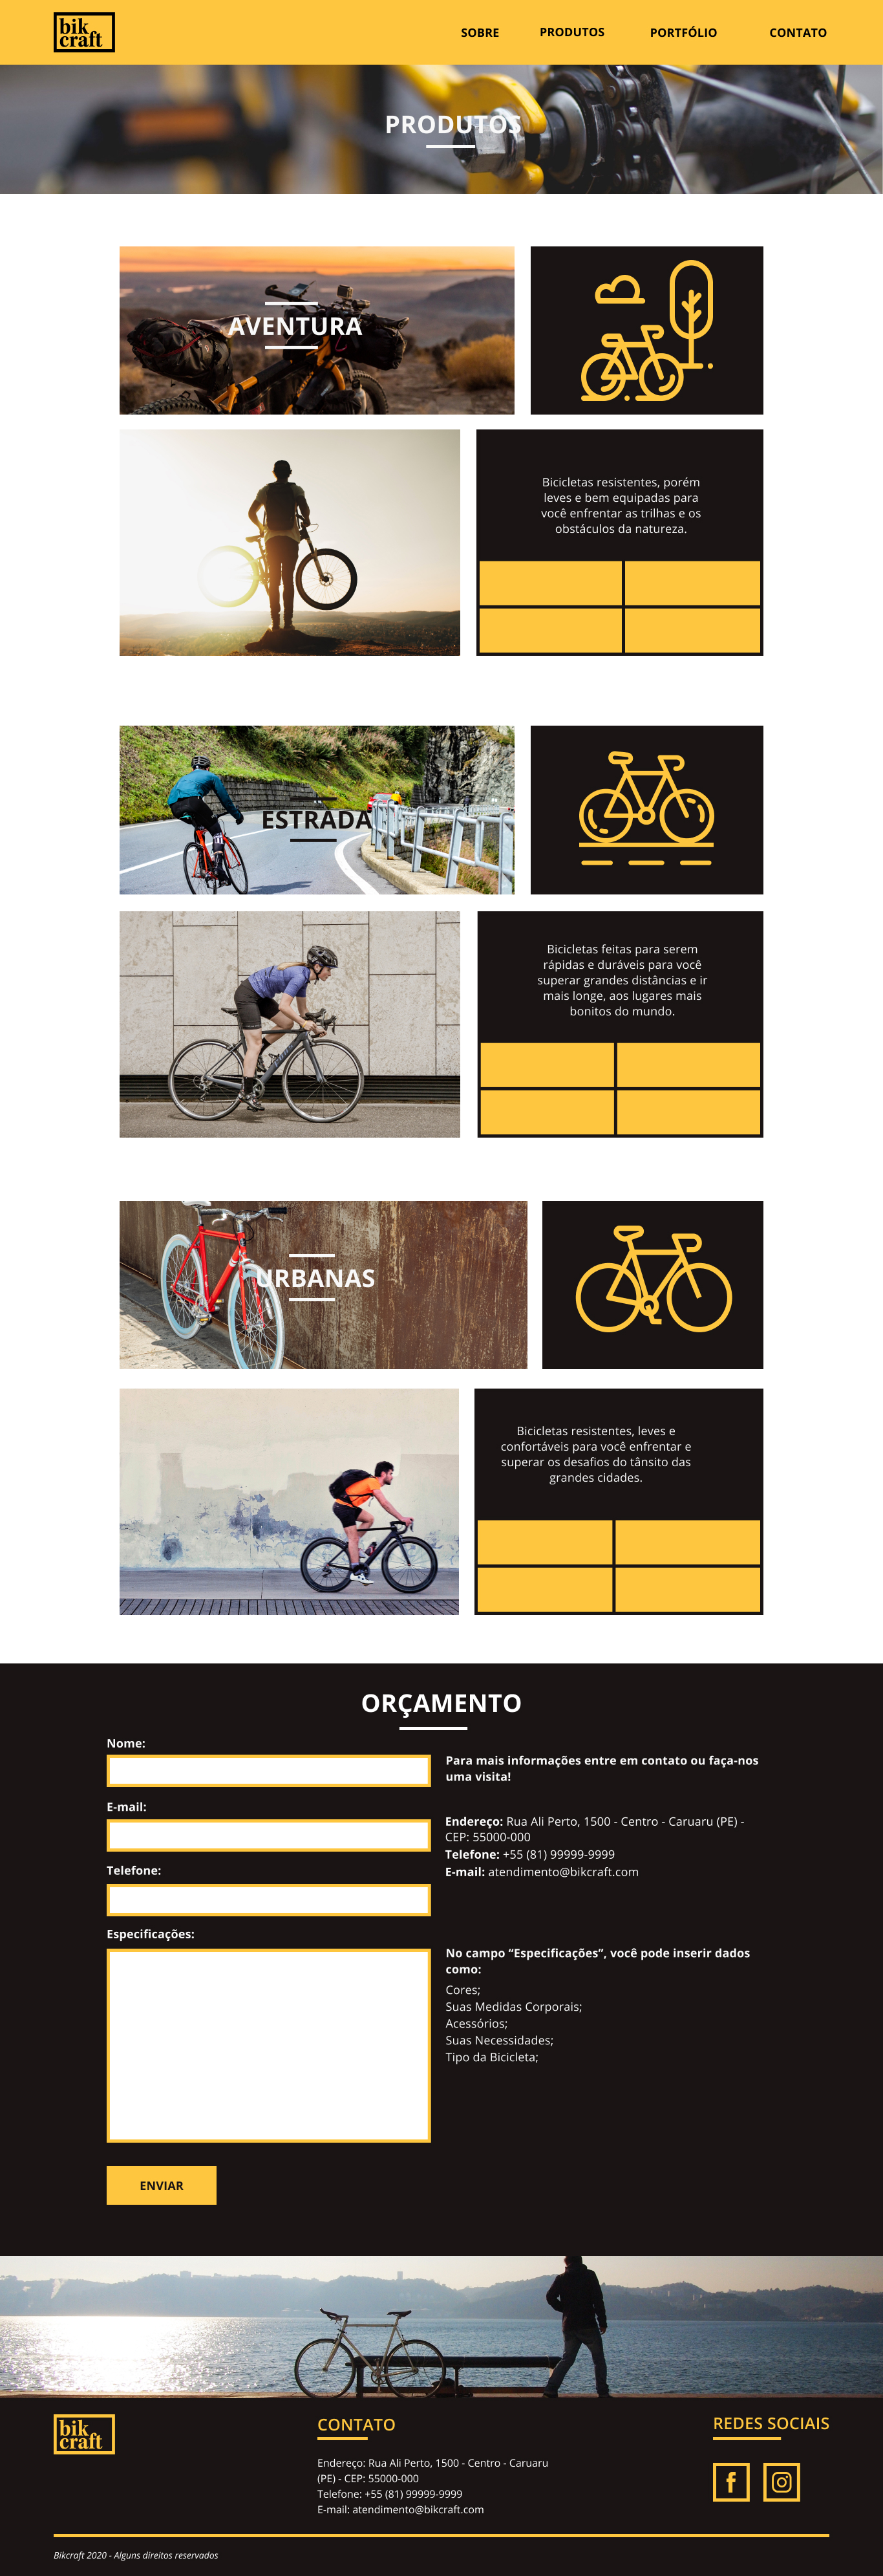 bik
craft
SOBRE PRODUTOS PORTFÓLIO CONTATO
PRODUTOS
AVENTURA
Bicicletas resistentes, porém
leves e bem equipadas para
você enfrentar as trilhas e os
obstáculos da natureza.
ESTRADA
Bicicletas feitas para serem
rápidas e duráveis para você
superar grandes distâncias e ir
mais longe, aos lugares mais
bonitos do mundo.
URBANAS
Bicicletas resistentes, leves e
confortáveis para você enfrentar e
superar os desafios do tânsito das
grandes cidades.
ORÇAMENTO
Nome:
E-mail:
Telefone:
Especificações:
ENVIAR
Para mais informações entre em contato ou faça-nos
uma visita!
Endereço: Rua Ali Perto, 1500 - Centro - Caruaru (PE) -
CEP: 55000-000
Telefone: +55 (81) 99999-9999
E-mail: atendimento@bikcraft.com
No campo “Especificações”, você pode inserir dados
como:
Cores;
Suas Medidas Corporais;
Acessórios;
Suas Necessidades;
Tipo da Bicicleta;
bik
craft
CONTATO
Endereço: Rua Ali Perto, 1500 - Centro - Caruaru
(PE) - CEP: 55000-000
Telefone: +55 (81) 99999-9999
E-mail: atendimento@bikcraft.com
REDES SOCIAIS
Bikcraft 2020 - Alguns direitos reservados